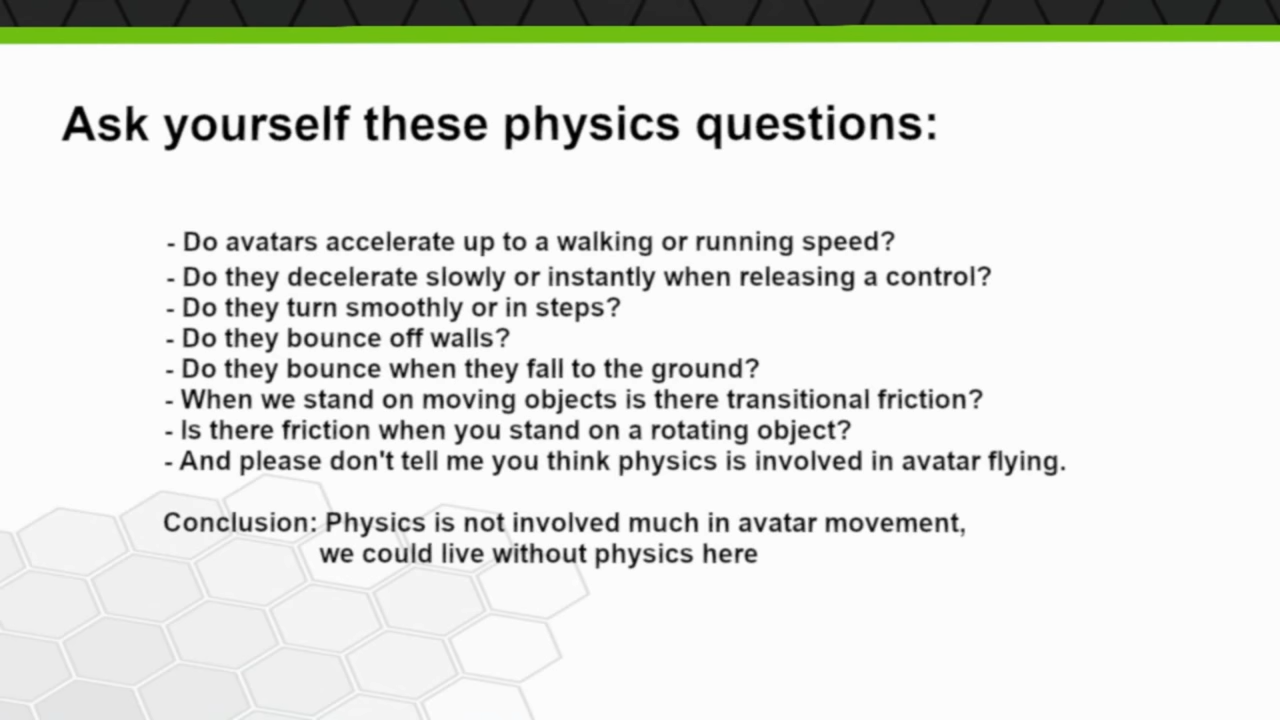 Ask yourself these physics questions:
- Do avatars accelerate up to a walking or running speed?
- Do they decelerate slowly or instantly when releasing a control?
- Do they turn smoothly or in steps?
- Do they bounce off walls?
- Do they bounce when they fall to the ground?
- When we stand on moving objects is there transitional friction?
- Is there friction when you stand on a rotating object?
- And please don't tell me you think physics is involved in avatar flying.
Conclusion: Physics is not involved much in avatar movement,
we could live without physics here